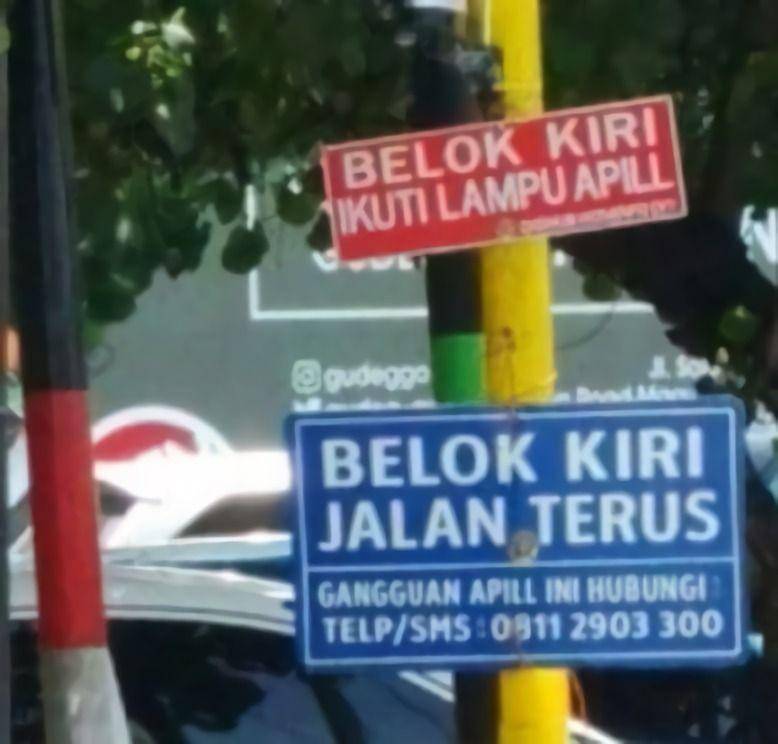 BELOK KIRI
IKUTI LAMPU APILL
gudeggo
Jl.
BELOK KIRI
JALAN TERUS
GANGGUAN APILL INI HUBUNGI :
TELP/SMS : 0811 2903 300